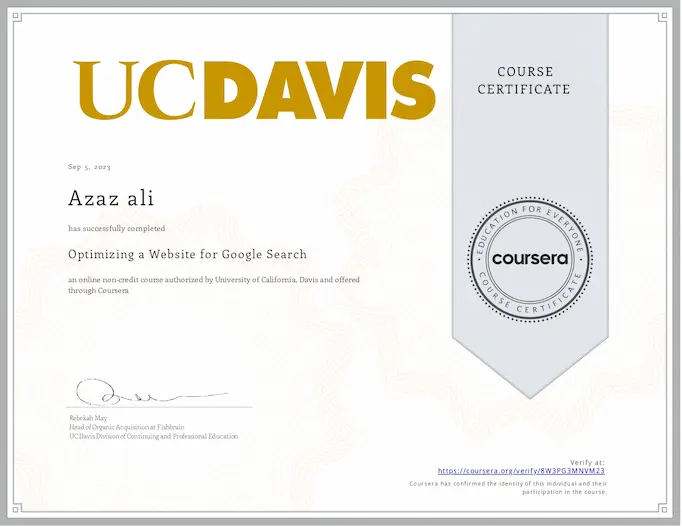 UCDAVIS
COURSE
CERTIFICATE
Sep 5, 2023
Azaz ali
has successfully completed
Optimizing a Website for Google Search
an online non-credit course authorized by University of California, Davis and offered
through Coursera
EDUCATION FOR EVERYONE
coursera
COURSE CERTIFICATE
Rebekah May
Head of Organic Acquisition at Fishbrain
UC Davis Division of Continuing and Professional Education
Verify at:
https://coursera.org/verify/8W3PG3MNVM23
Coursera has confirmed the identity of this individual and their
participation in the course.